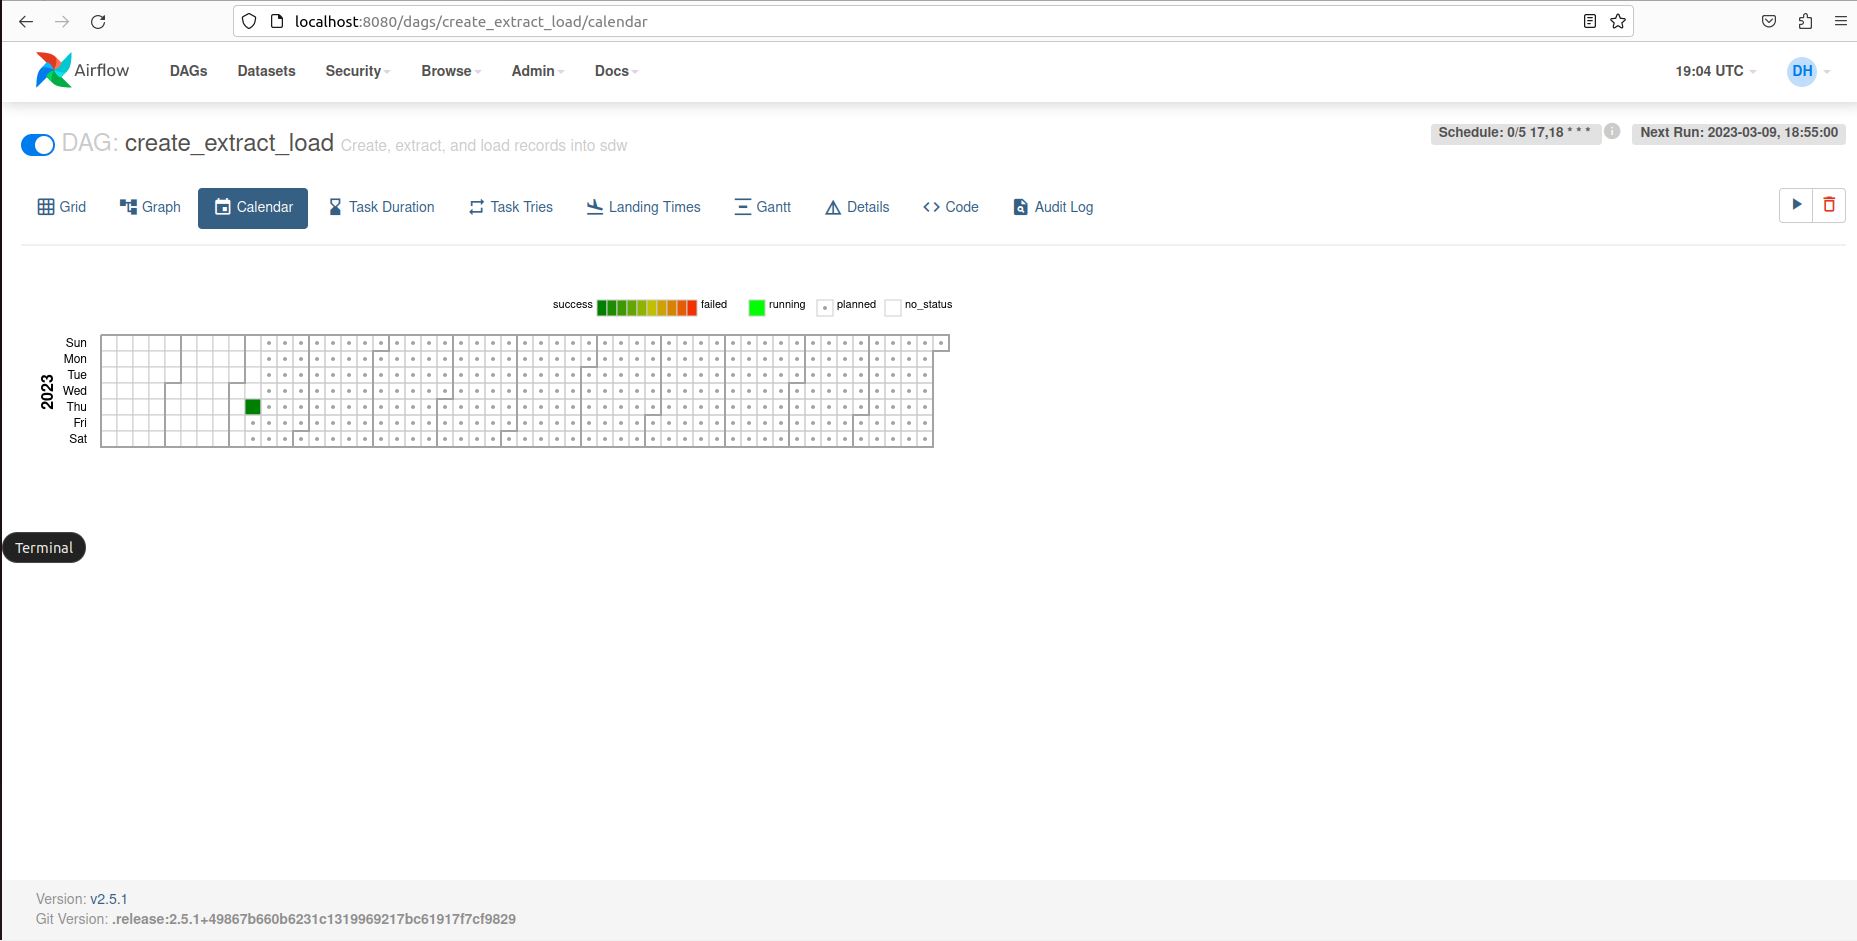 localhost:8080/dags/create_extract_load/calendar
Airflow DAGs Datasets Security Browse Admin Docs 19:04 UTC DH
DAG: create_extract_load Create, extract, and load records into sdw Schedule: 0/5 17,18 * * * i Next Run: 2023-03-09, 18:55:00
Grid Graph Calendar Task Duration Task Tries Landing Times Gantt Details Code Audit Log
success failed running planned no_status
2023
Sun
Mon
Tue
Wed
Thu
Fri
Sat
Terminal
Version: v2.5.1
Git Version: .release:2.5.1+49867b660b6231c1319969217bc61917f7cf9829